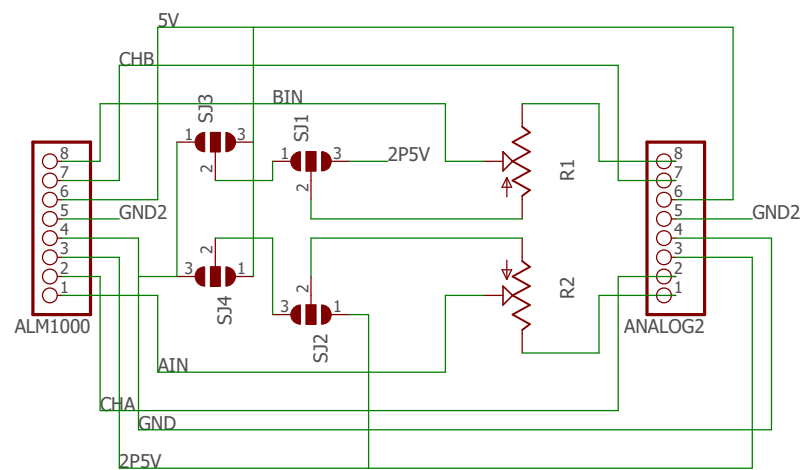 5V
CHB
BIN
SJ3
1
3
2
SJ1
1
3
2
2P5V
R1
8
7
6
5
4
3
2
1
GND2
ALM1000
8
7
6
5
4
3
2
1
GND2
ANALOG2
2
3
1
SJ4
2
3
1
SJ2
R2
AIN
CHA
GND
2P5V